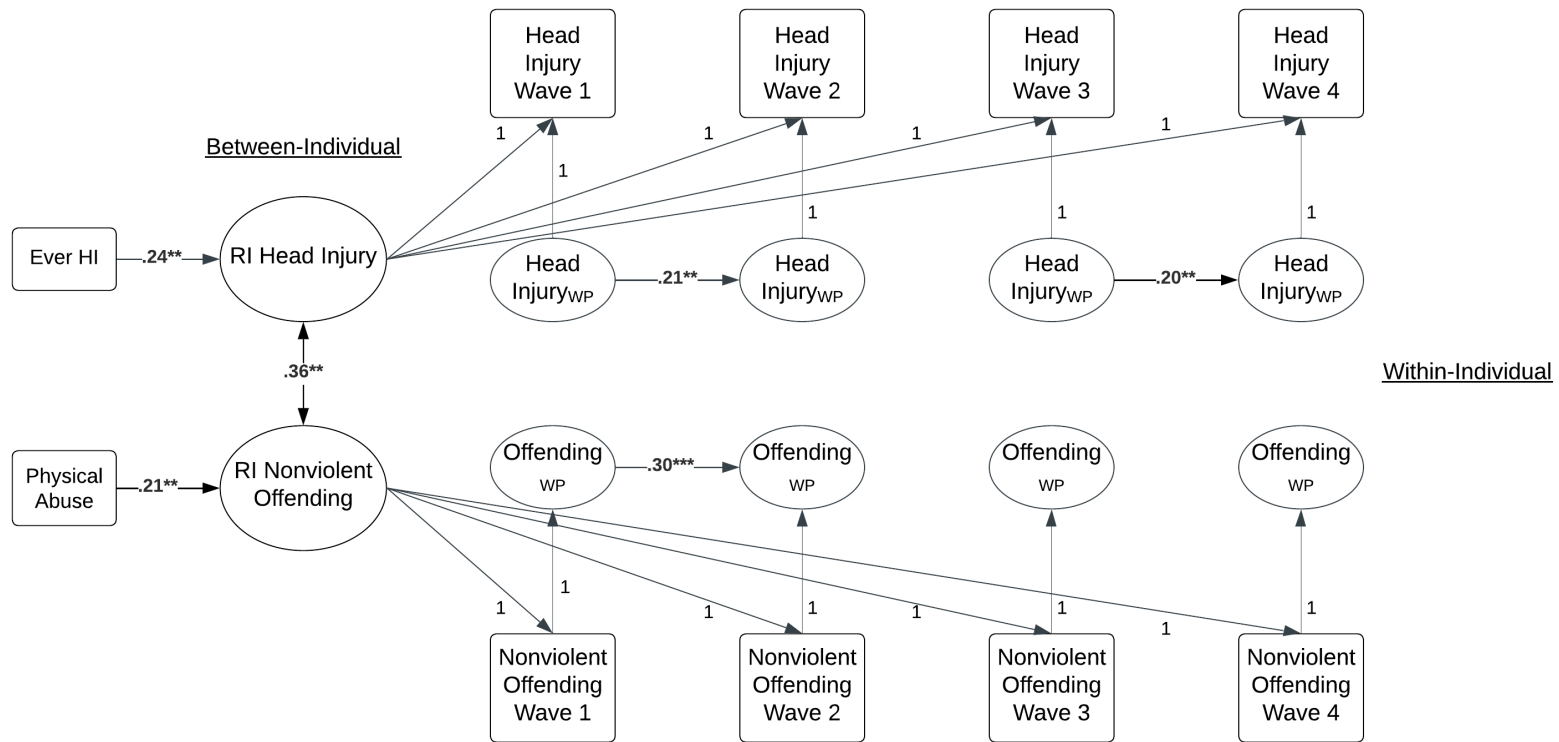 Head
Injury
Wave 1
Head
Injury
Wave 2
Head
Injury
Wave 3
Head
Injury
Wave 4
1
1
1
1
Between-Individual
1
Ever HI
.24**
RI Head Injury
1
1
1
Head
InjuryWP
.21**
Head
InjuryWP
Head
InjuryWP
.20**
Head
InjuryWP
.36**
Within-Individual
Physical
Abuse
.21**
RI Nonviolent
Offending
Offending
WP
.30***
Offending
WP
Offending
WP
Offending
WP
1
1
1
1
1
1
1
1
Nonviolent
Offending
Wave 1
Nonviolent
Offending
Wave 2
Nonviolent
Offending
Wave 3
Nonviolent
Offending
Wave 4